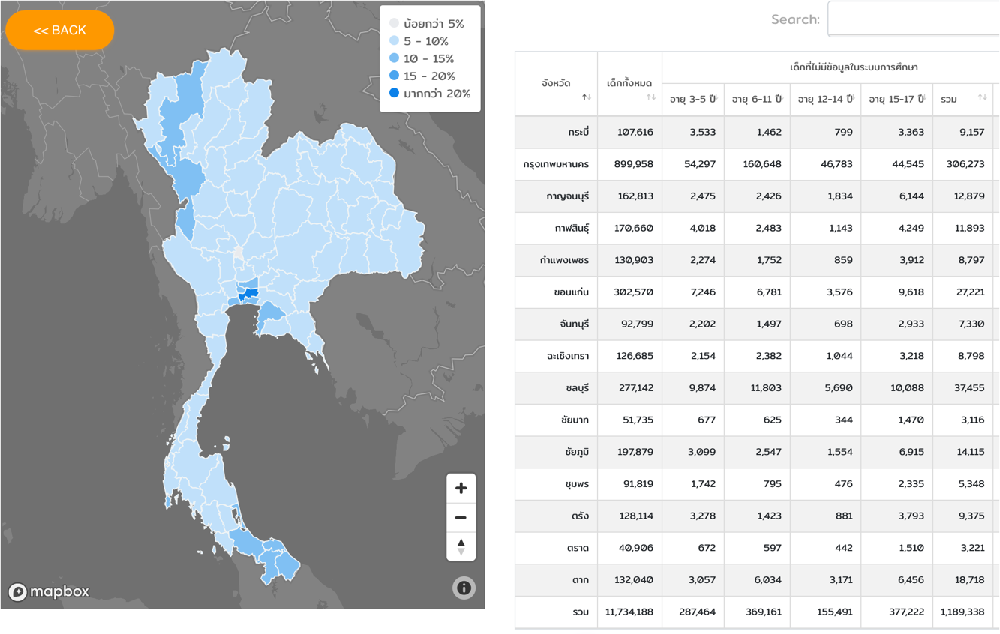 << BACK
น้อยกว่า 5%
5 - 10%
10 - 15%
15 - 20%
มากกว่า 20%
mapbox
Search:
จังหวัด เด็กทั้งหมด เด็กที่ไม่มีข้อมูลในระบบการศึกษา
อายุ 3-5 ปี อายุ 6-11 ปี อายุ 12-14 ปี อายุ 15-17 ปี รวม
กระบี่ 107,616 3,533 1,462 799 3,363 9,157
กรุงเทพมหานคร 899,958 54,297 160,648 46,783 44,545 306,273
กาญจนบุรี 162,813 2,475 2,426 1,834 6,144 12,879
กาฬสินธุ์ 170,660 4,018 2,483 1,143 4,249 11,893
กำแพงเพชร 130,903 2,274 1,752 859 3,912 8,797
ขอนแก่น 302,570 7,246 6,781 3,576 9,618 27,221
จันทบุรี 92,799 2,202 1,497 698 2,933 7,330
ฉะเชิงเทรา 126,685 2,154 2,382 1,044 3,218 8,798
ชลบุรี 277,142 9,874 11,803 5,690 10,088 37,455
ชัยนาท 51,735 677 625 344 1,470 3,116
ชัยภูมิ 197,879 3,099 2,547 1,554 6,915 14,115
ชุมพร 91,819 1,742 795 476 2,335 5,348
ตรัง 128,114 3,278 1,423 881 3,793 9,375
ตราด 40,906 672 597 442 1,510 3,221
ตาก 132,040 3,057 6,034 3,171 6,456 18,718
รวม 11,734,188 287,464 369,161 155,491 377,222 1,189,338